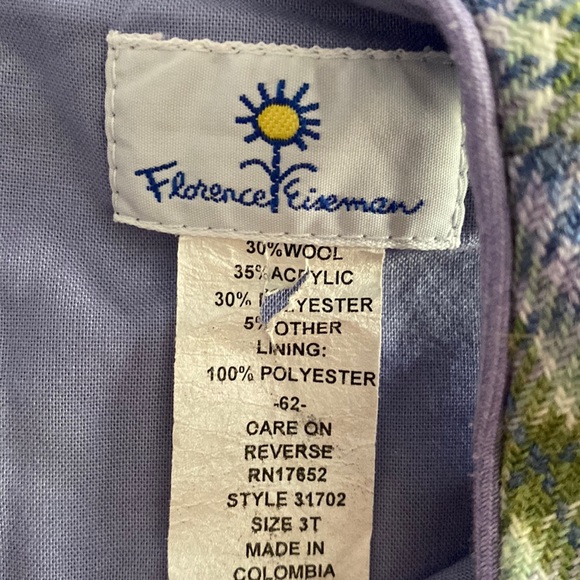 Florence Eiseman
30%WOOL
35% ACRYLIC
30% POLYESTER
5% OTHER
LINING:
100% POLYESTER
-62-
CARE ON
REVERSE
RN17652
STYLE 31702
SIZE 3T
MADE IN
COLOMBIA